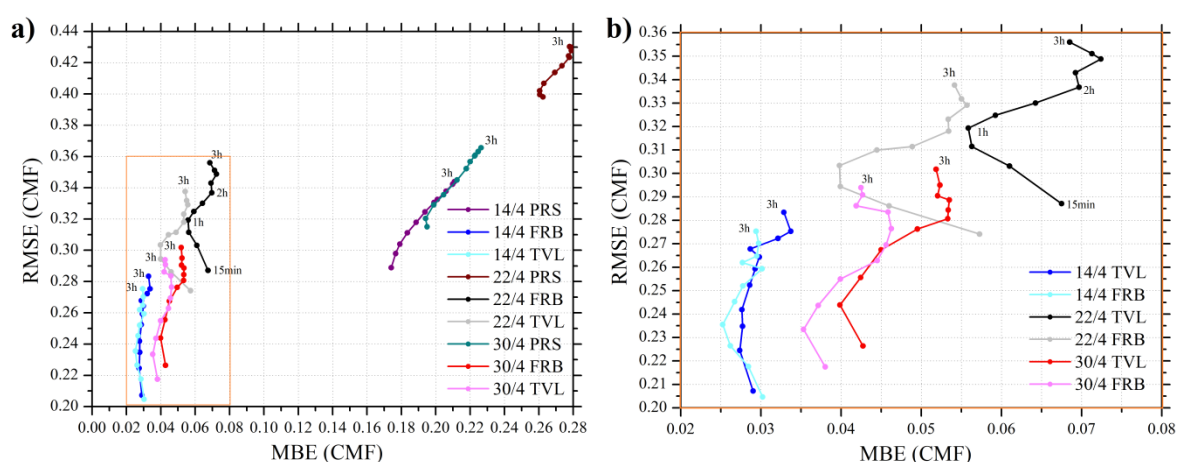 a)
RMSE (CMF)
0.44
0.42
0.40
0.38
0.36
0.34
0.32
0.30
0.28
0.26
0.24
0.22
0.20
0.00 0.02 0.04 0.06 0.08 0.10 0.12 0.14 0.16 0.18 0.20 0.22 0.24 0.26 0.28
MBE (CMF)
3h
3h
3h
3h
2h
3h
1h
3h
3h
3h
3h
15min
14/4 PRS
14/4 FRB
14/4 TVL
22/4 PRS
22/4 FRB
22/4 TVL
30/4 PRS
30/4 FRB
30/4 TVL
b)
RMSE (CMF)
0.36
0.35
0.34
0.33
0.32
0.31
0.30
0.29
0.28
0.27
0.26
0.25
0.24
0.23
0.22
0.21
0.20
0.02 0.03 0.04 0.05 0.06 0.07 0.08
MBE (CMF)
3h
3h
2h
1h
3h
3h
15min
3h
3h
14/4 TVL
14/4 FRB
22/4 TVL
22/4 FRB
30/4 TVL
30/4 FRB